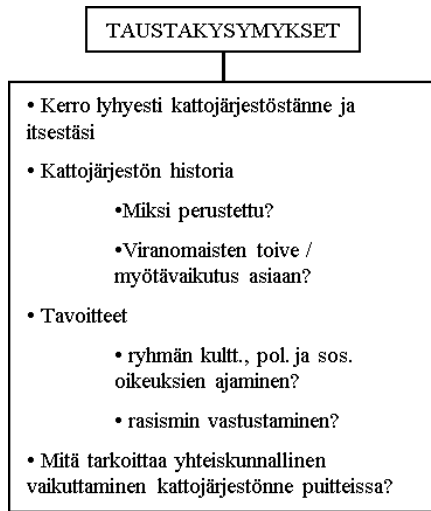 TAUSTAKYSYMYKSET
• Kerro lyhyesti kattojärjestöstänne ja
itsestäsi
• Kattojärjestön historia
•Miksi perustettu?
•Viranomaisten toive /
myötävaikutus asiaan?
• Tavoitteet
• ryhmän kultt., pol. ja sos.
oikeuksien ajaminen?
• rasismin vastustaminen?
• Mitä tarkoittaa yhteiskunnallinen
vaikuttaminen kattojärjestönne puitteissa?